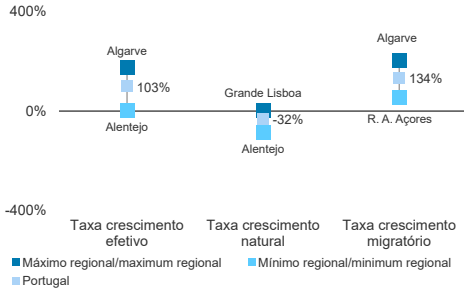 400%
Algarve
Algarve
103%
134%
Grande Lisboa
0%
-32%
Alentejo
R. A. Açores
Alentejo
-400%
Taxa crescimento
efetivo
Taxa crescimento
natural
Taxa crescimento
migratório
Máximo regional/maximum regional
Mínimo regional/minimum regional
Portugal